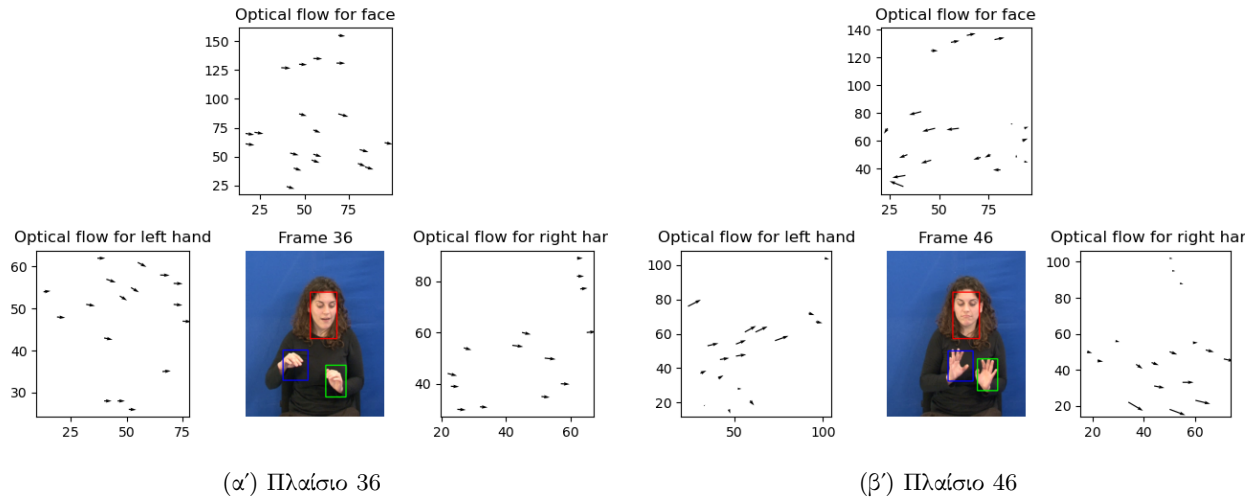 Optical flow for face
150
125
100
75
50
25
25 50 75
Optical flow for left hand
60
50
40
30
25 50 75
Frame 36
Optical flow for right har
80
60
40
20 40 60
(α΄) Πλαίσιο 36
Optical flow for face
140
120
100
80
60
40
40 60 80
Optical flow for left hand
100
80
60
40
20
50 100
Frame 46
Optical flow for right har
100
80
60
40
20
20 40 60
(β΄) Πλαίσιο 46